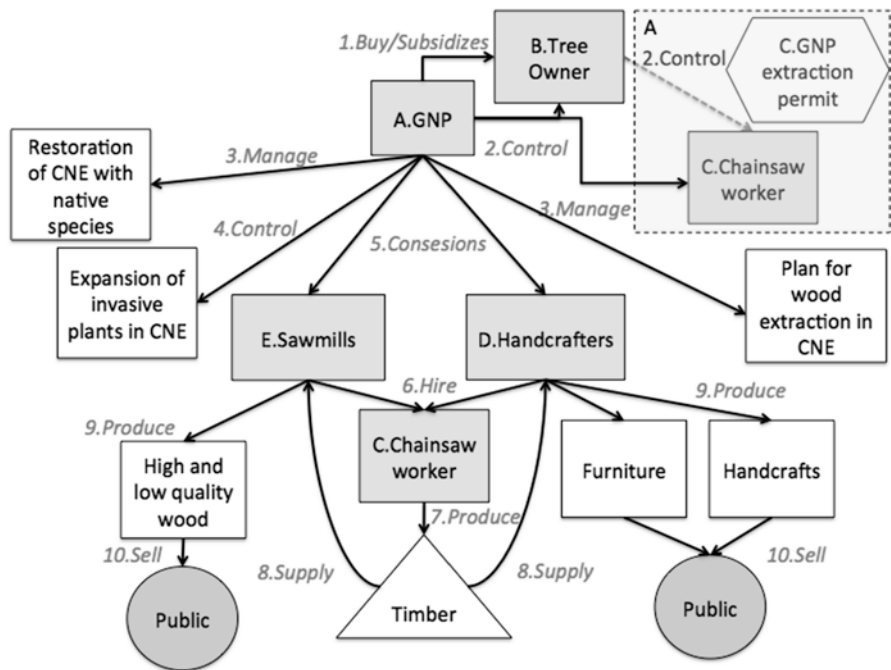 1.Buy/Subsidizes
B.Tree
Owner
A
2.Control
C.GNP
extraction
permit
A.GNP
2.Control
C.Chainsaw
worker
Restoration
of CNE with
native
species
3.Manage
3.Manage
4.Control
5.Consesions
Expansion of
invasive
plants in CNE
Plan for
wood
extraction in
CNE
E.Sawmills
D.Handcrafters
6.Hire
9.Produce
9.Produce
High and
low quality
wood
C.Chainsaw
worker
Furniture
Handcrafts
7.Produce
10.Sell
8.Supply
8.Supply
10.Sell
Public
Timber
Public